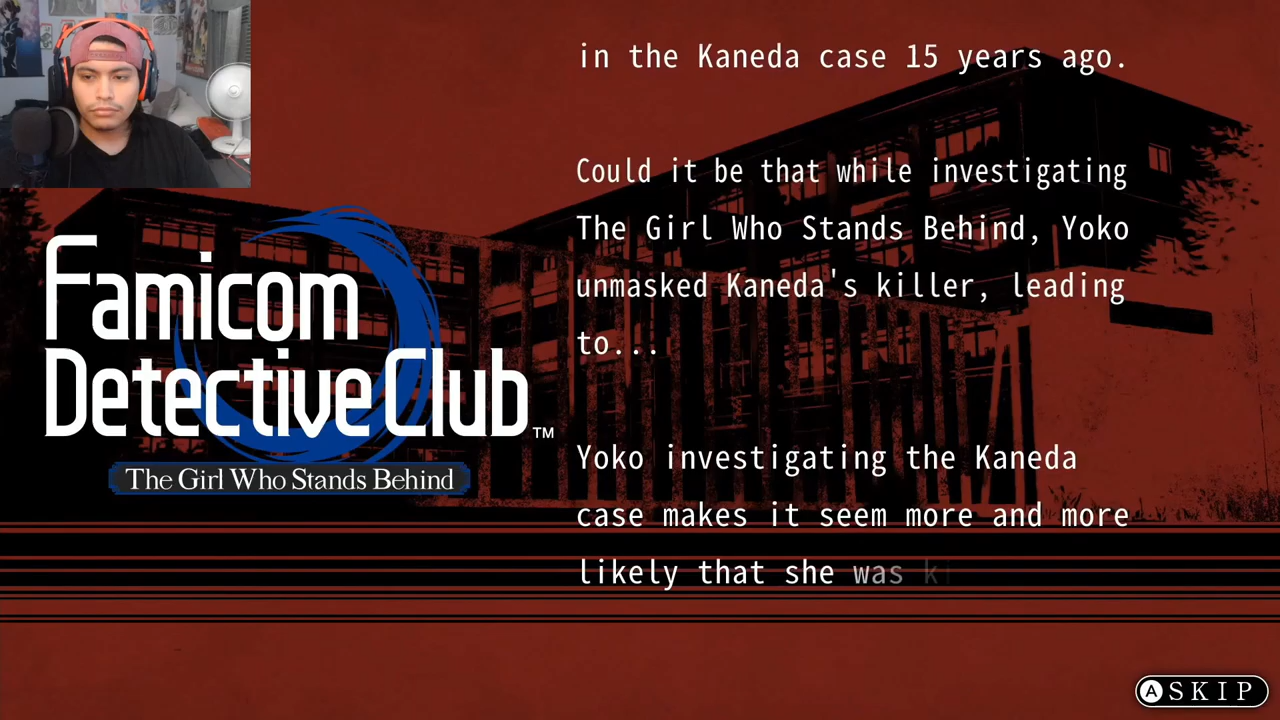 in the Kaneda case 15 years ago.
Could it be that while investigating
The Girl Who Stands Behind, Yoko
unmasked Kaneda's killer, leading
to...
Yoko investigating the Kaneda
case makes it seem more and more
likely that she was k
Famicom
Detective Club™
The Girl Who Stands Behind
A SKIP